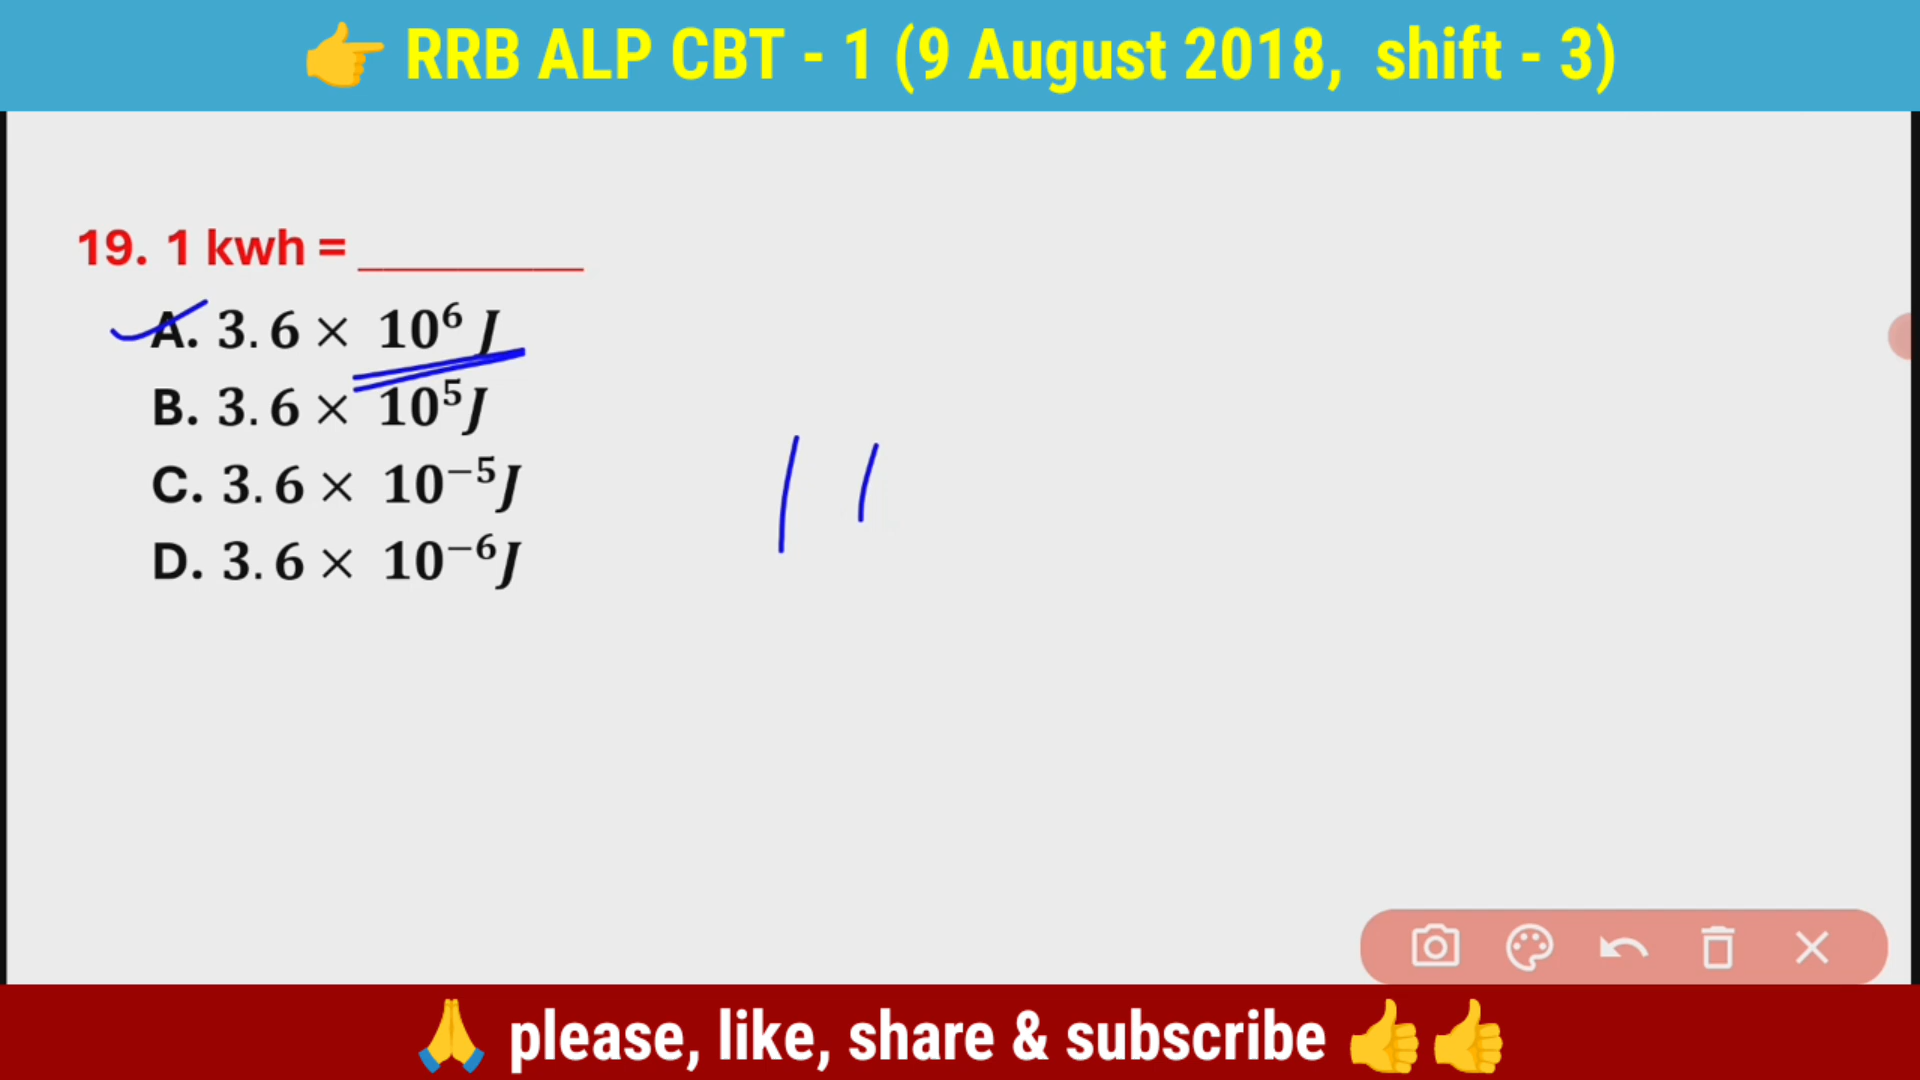 👉 RRB ALP CBT - 1 (9 August 2018, shift - 3)
19. 1 kwh = _________
A. 3.6 × 10⁶ J
B. 3.6 × 10⁵J
C. 3.6 × 10⁻⁵J
D. 3.6 × 10⁻⁶J
🙏 please, like, share & subscribe 👍👍